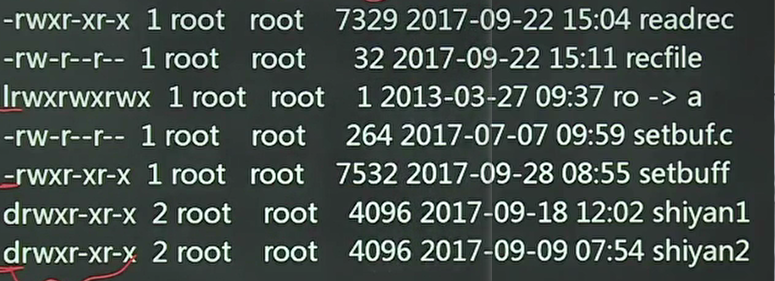 -rwxr-xr-x 1 root root 7329 2017-09-22 15:04 readrec
-rw-r--r-- 1 root root 32 2017-09-22 15:11 recfile
lrwxrwxrwx 1 root root 1 2013-03-27 09:37 ro -> a
-rw-r--r-- 1 root root 264 2017-07-07 09:59 setbuf.c
-rwxr-xr-x 1 root root 7532 2017-09-28 08:55 setbuff
drwxr-xr-x 2 root root 4096 2017-09-18 12:02 shiyan1
drwxr-xr-x 2 root root 4096 2017-09-09 07:54 shiyan2